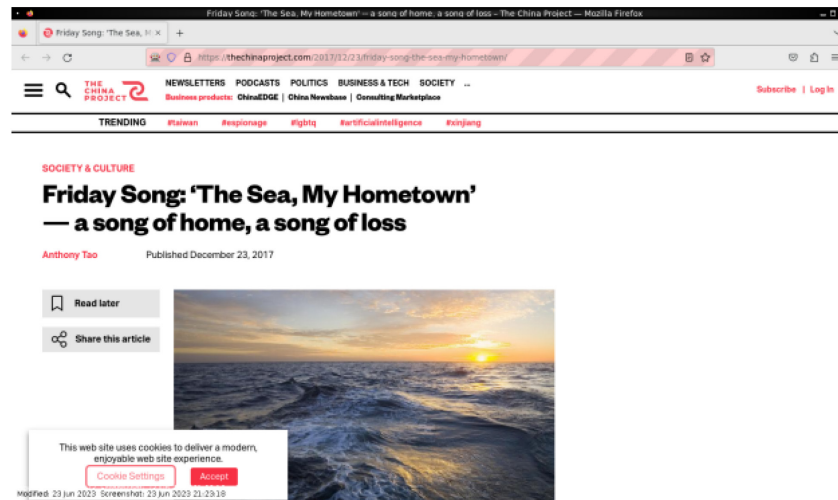 Friday Song: 'The Sea, My Hometown' — a song of home, a song of loss – The China Project — Mozilla Firefox
Friday Song: 'The Sea, M
https://thechinaproject.com/2017/12/23/friday-song-the-sea-my-hometown/
THE CHINA PROJECT
NEWSLETTERS PODCASTS POLITICS BUSINESS & TECH SOCIETY ...
Business products: ChinaEDGE | China Newsbase | Consulting Marketplace
Subscribe | Log In
TRENDING #taiwan #espionage #lgbtq #artificialintelligence #xinjiang
SOCIETY & CULTURE
Friday Song: ‘The Sea, My Hometown’
— a song of home, a song of loss
Anthony Tao Published December 23, 2017
Read later
Share this article
This web site uses cookies to deliver a modern,
enjoyable web site experience.
Cookie Settings Accept
Modified: 23 Jun 2023 Screenshot: 23 Jun 2023 21:23:18